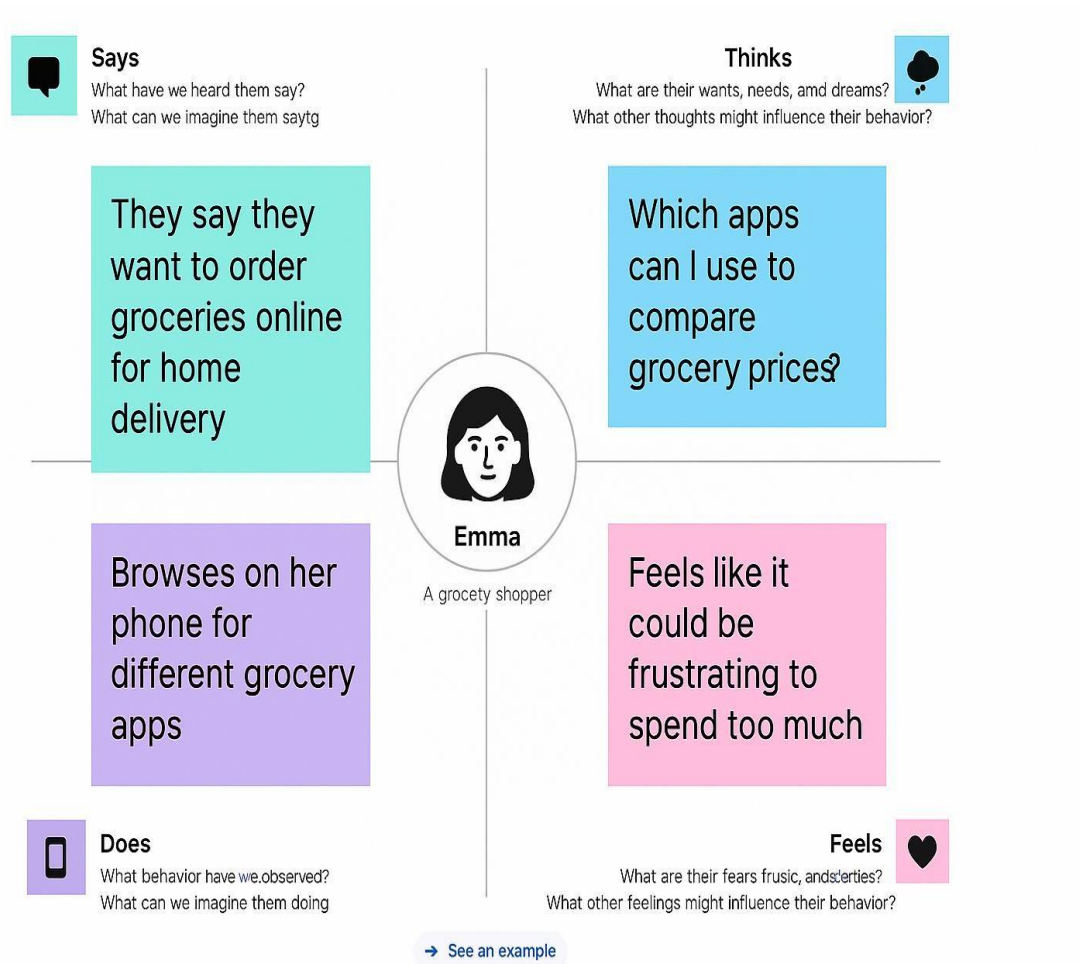 Says
What have we heard them say?
What can we imagine them saytg
Thinks
What are their wants, needs, amd dreams?
What other thoughts might influence their behavior?
They say they
want to order
groceries online
for home
delivery
Which apps
can I use to
compare
grocery prices?
Emma
A grocety shopper
Browses on her
phone for
different grocery
apps
Feels like it
could be
frustrating to
spend too much
Does
What behavior have we.observed?
What can we imagine them doing
Feels
What are their fears frusic,
What other feelings might influence their behavior?
→ See an example